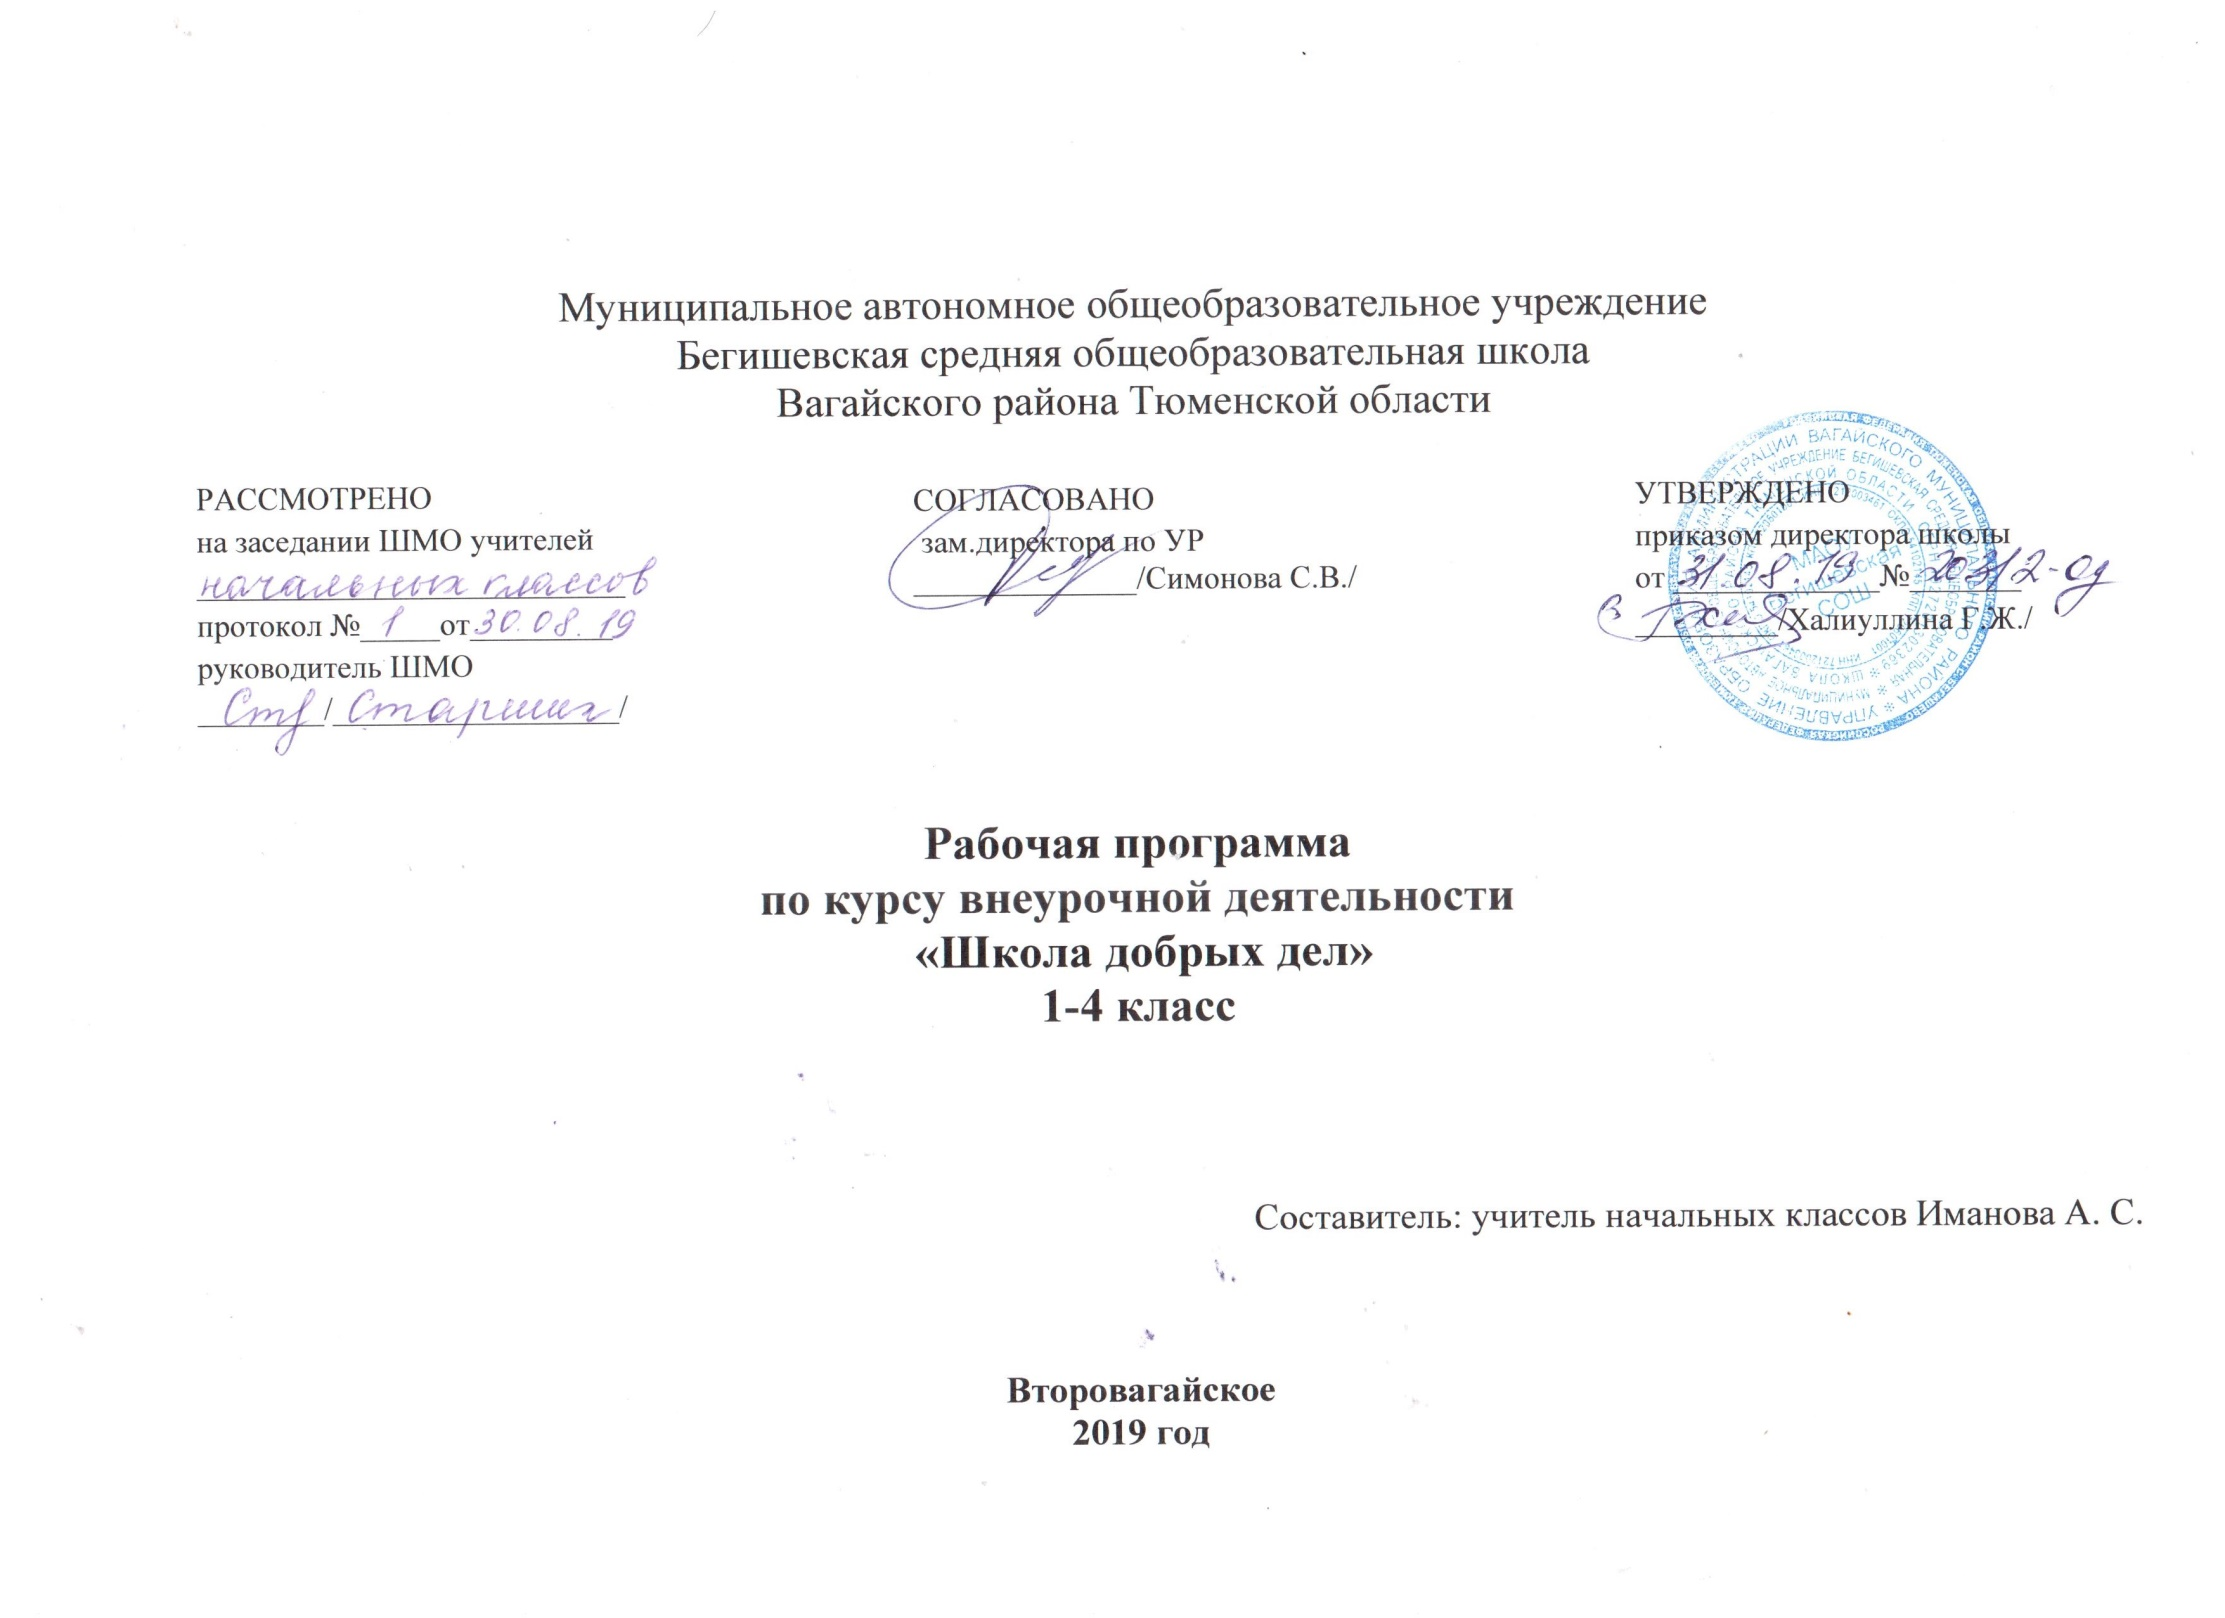 Муниципальное автономное общеобразовательное учреждение
Бегишевская средняя общеобразовательная школа
Вагайского района Тюменской области
РАССМОТРЕНО
на заседании ШМО учителей
начальных классов
протокол № 1 от 30.08.19
руководитель ШМО
/ /
СОГЛАСОВАНО
зам.директора по УР
/Симонова С.В./
УТВЕРЖДЕНО
приказом директора школы
от 31.08.19 №
/Халиуллина Г.Ж./
МАОУ
Бегишевская
СОШ
Рабочая программа
по курсу внеурочной деятельности
«Школа добрых дел»
1-4 класс
Составитель: учитель начальных классов Иманова А. С.
Второвагайское
2019 год